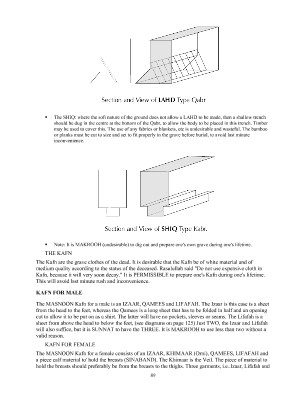 Section and View of LAHD Type Qabr
• The SHIQ: where the soft nature of the ground does not allow a LAHD to be made, then a shallow trench
should be dug in the centre at the bottom of the Qabr, to allow the body to be placed in this trench. Timber
may be used to cover this. The use of any fabrics or blankets, etc is undesirable and wasteful. The bamboo
or planks must be cut to size and set to fit properly in the grave before burial, to avoid last minute
inconvenience.
Section and View of SHIQ Type Kabr.
• Note: It is MAKROOH (undesirable) to dig out and prepare one's own grave during one's lifetime.
THE KAFN
The Kafn are the grave clothes of the dead. It is desirable that the Kafn be of white material and of
medium quality according to the status of the deceased. Rasulallah said "Do not use expensive cloth in
Kafn, because it will very soon decay." It is PERMISSIBLE to prepare one's Kafn during one's lifetime.
This will avoid last minute rush and inconvenience.
KAFN FOR MALE
The MASNOON Kafn for a male is an IZAAR, QAMEES and LIFAFAH. The Izaar is this case is a sheet
from the head to the feet, whereas the Qamees is a long sheet that has to be folded in half and an opening
cut to allow it to be put on as a shirt. The latter will have no pockets, sleeves or seams. The Lifafah is a
sheet from above the head to below the feet, (see diagrams on page 125) last TWO, the Izaar and Lifafah
will also suffice, but it is SUNNAT to have the THREE. It is MAKROOH to use less than two without a
valid reason.
KAFN FOR FEMALE
The MASNOON Kafn for a female consists of an IZAAR, KHIMAAR (Orni), QAMEES, LIFAFAH and
a piece of material to hold the breasts (SINABAND). The Khimaar is the Veil. The piece of material to
hold the breasts should preferably be from the breasts to the thighs. Three garments, i.e. Izaar, Lifafah and